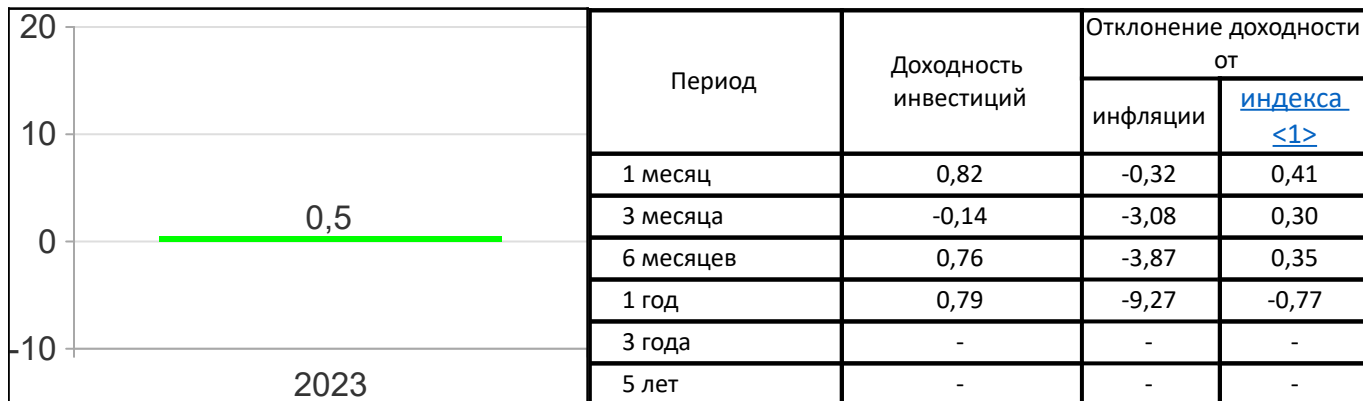 20
10
0,5
0
-10
2023
Период
Доходность
инвестиций
Отклонение доходности
от
инфляции
индекса
<1>
1 месяц 0,82 -0,32 0,41
3 месяца -0,14 -3,08 0,30
6 месяцев 0,76 -3,87 0,35
1 год 0,79 -9,27 -0,77
3 года - - -
5 лет - - -